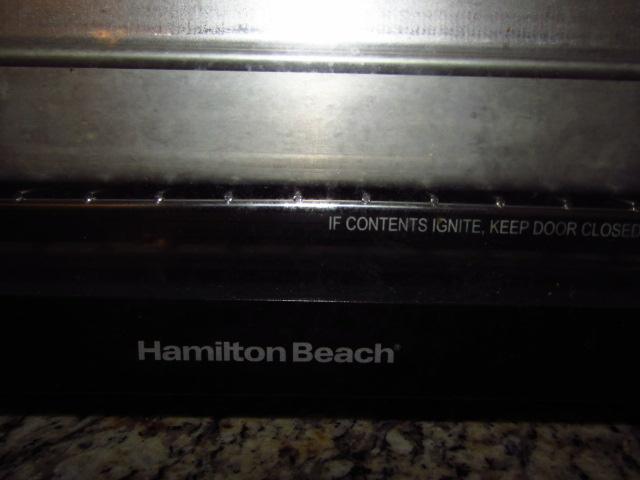 IF CONTENTS IGNITE, KEEP DOOR CLOSED
Hamilton Beach®